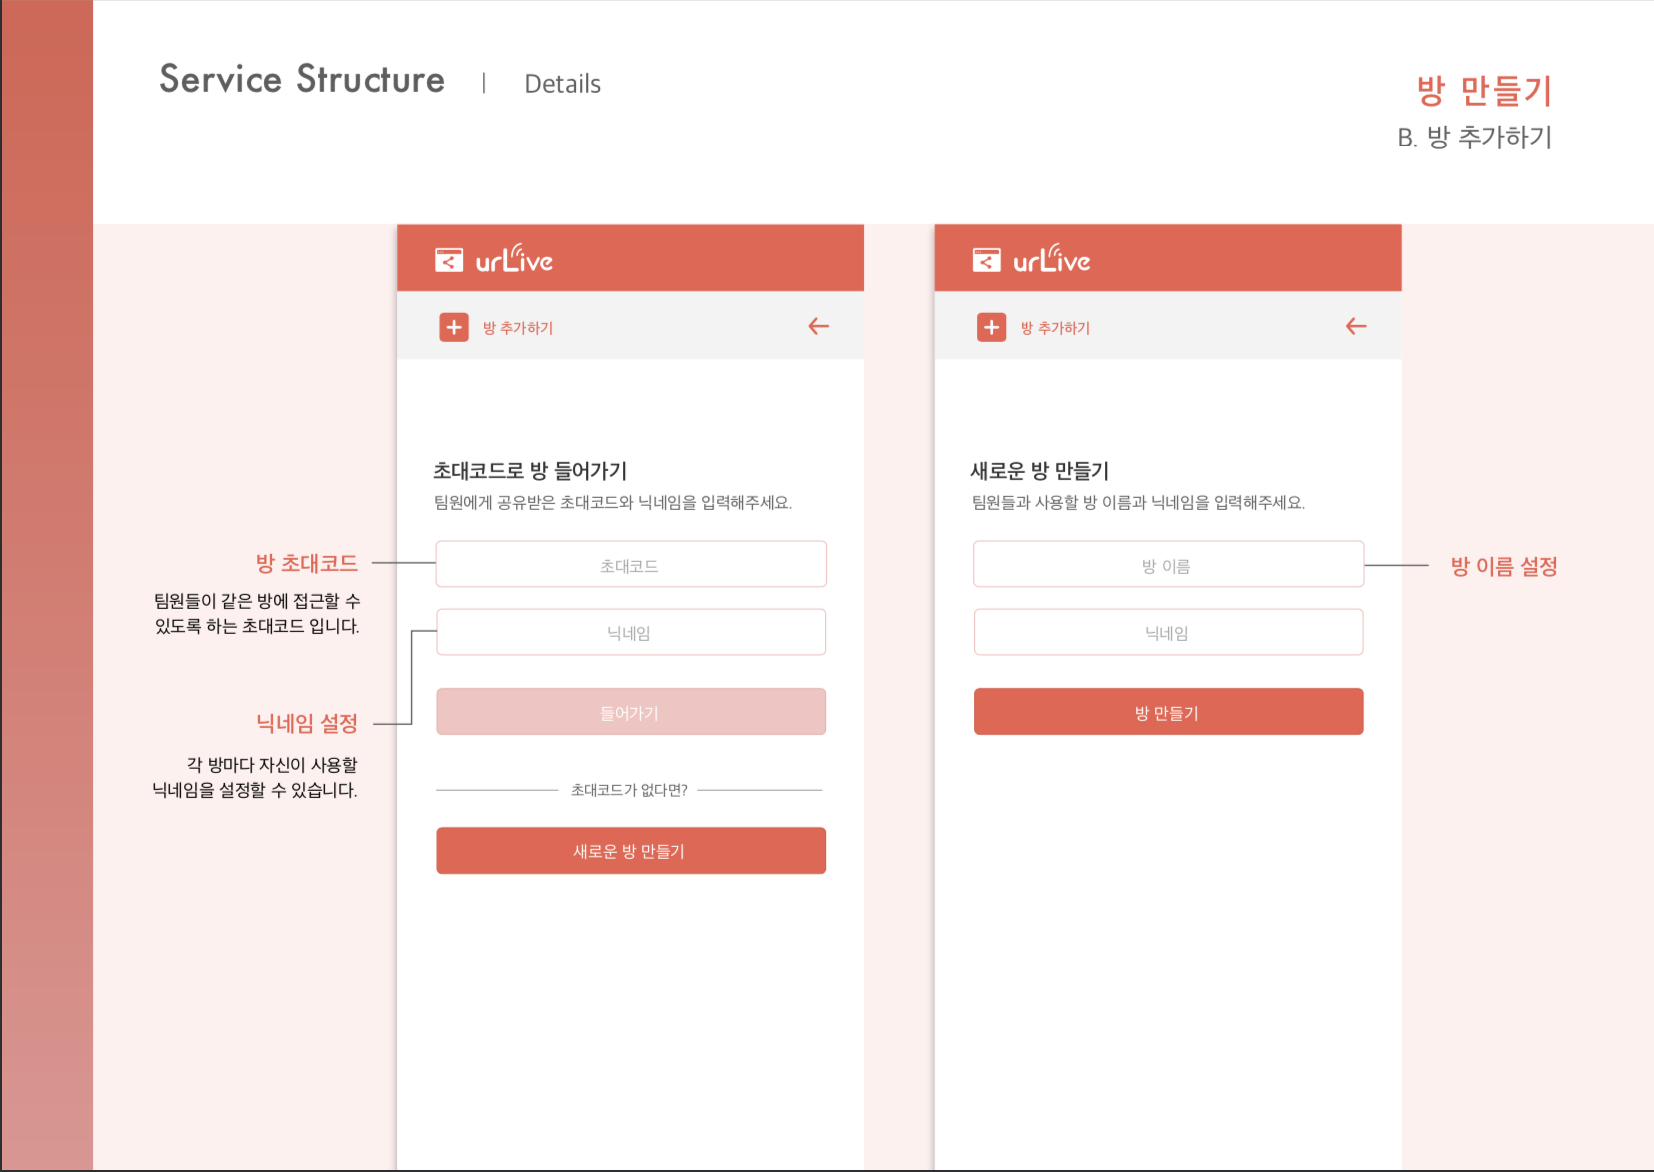 Service Structure | Details
방 만들기
B. 방 추가하기
urLive
방 추가하기
초대코드로 방 들어가기
팀원에게 공유받은 초대코드와 닉네임을 입력해주세요.
초대코드
닉네임
들어가기
초대코드가 없다면?
새로운 방 만들기
방 초대코드
팀원들이 같은 방에 접근할 수
있도록 하는 초대코드 입니다.
닉네임 설정
각 방마다 자신이 사용할
닉네임을 설정할 수 있습니다.
urLive
방 추가하기
새로운 방 만들기
팀원들과 사용할 방 이름과 닉네임을 입력해주세요.
방 이름
닉네임
방 만들기
방 이름 설정